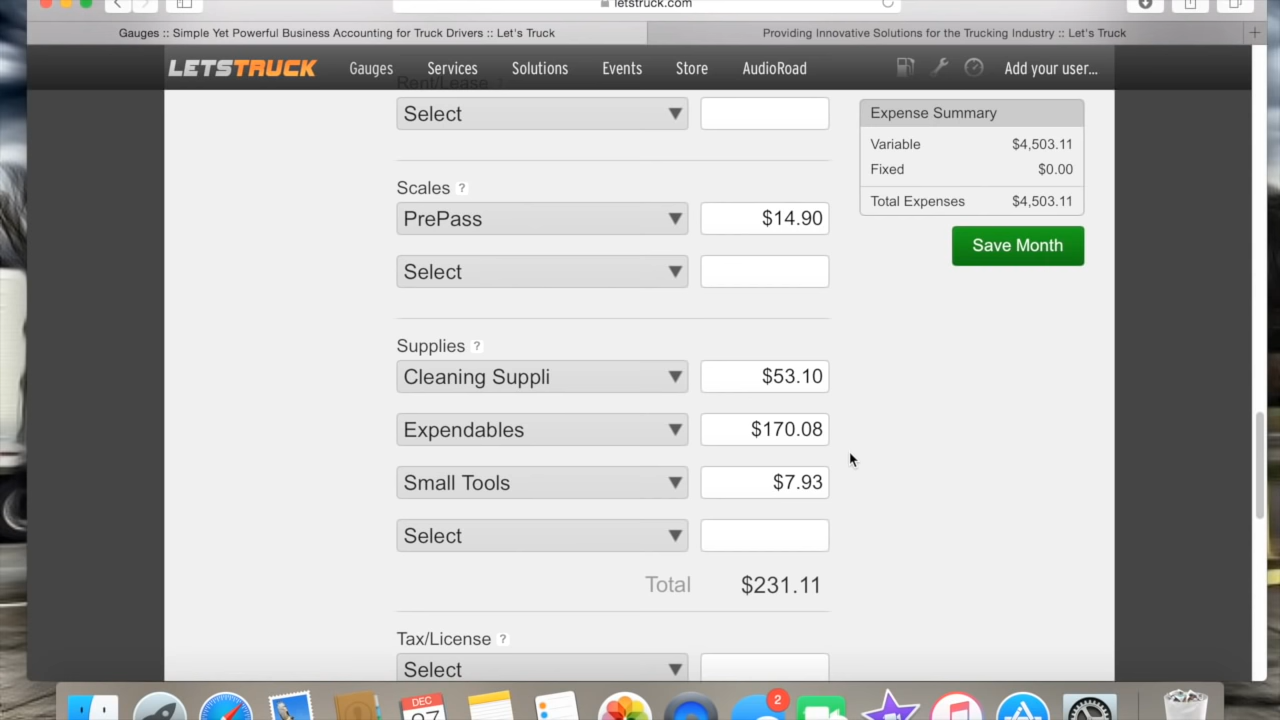 letstruck.com
Gauges :: Simple Yet Powerful Business Accounting for Truck Drivers :: Let's Truck
Providing Innovative Solutions for the Trucking Industry :: Let's Truck
LETSTRUCK Gauges Services Solutions Events Store AudioRoad Add your user...
Rent/Lease
Select
Expense Summary
Variable $4,503.11
Fixed $0.00
Total Expenses $4,503.11
Save Month
Scales ?
PrePass $14.90
Select
Supplies ?
Cleaning Suppli $53.10
Expendables $170.08
Small Tools $7.93
Select
Total $231.11
Tax/License ?
Select
DEC
2